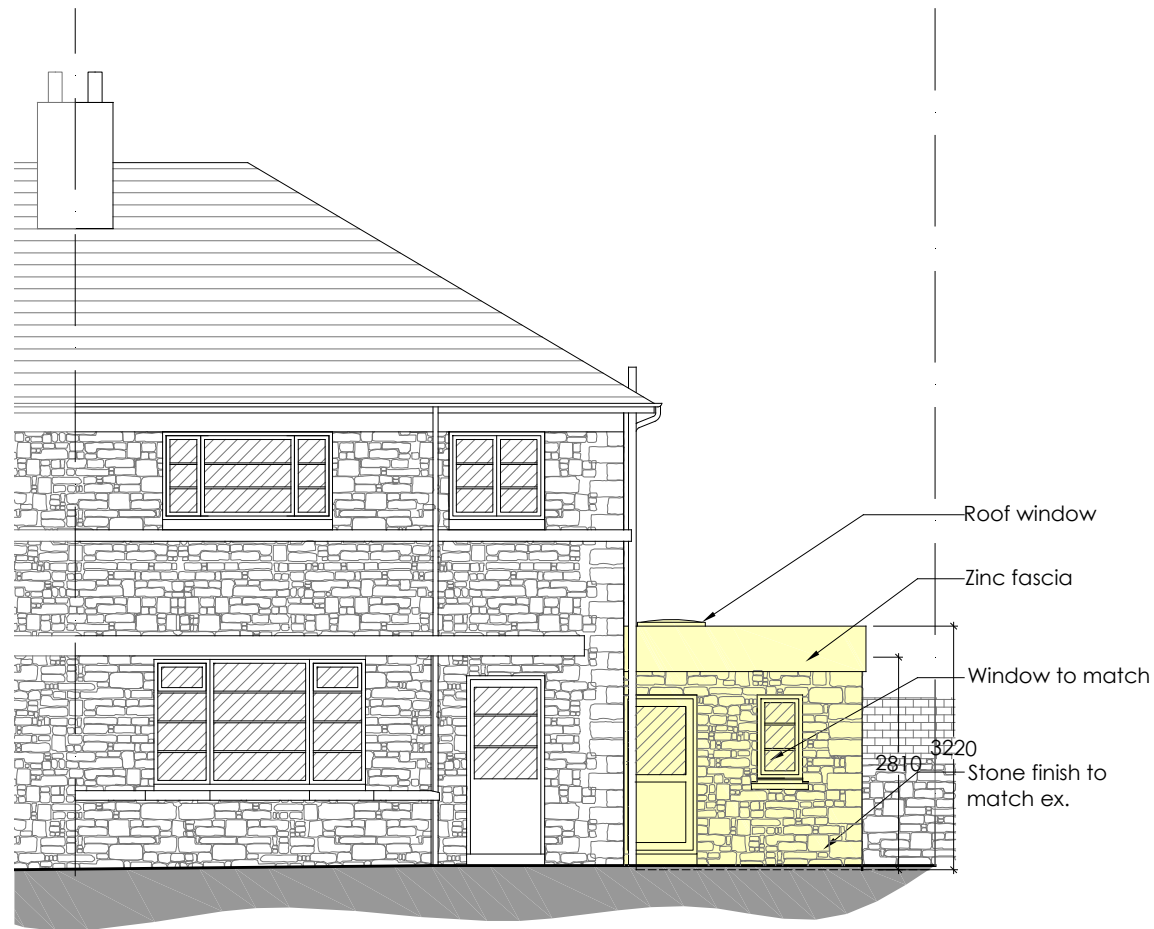 Roof window
Zinc fascia
Window to match
3220
2810
Stone finish to
match ex.